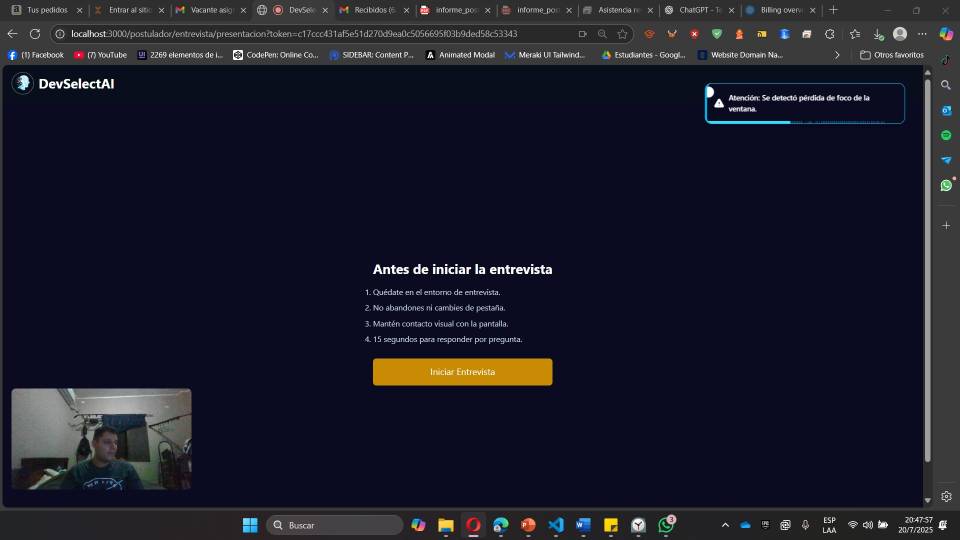 Tus pedidos
Entrar al sitio
Vacante asig
DevSele
Recibidos (6
informe_pos
informe_pos
Asistencia re
ChatGPT - Te
Billing overv
localhost:3000/postulador/entrevista/presentacion?token=c17ccc431af5e51d270d9ea0c5056695f03b9ded58c53343
(1) Facebook
(7) YouTube
2269 elementos de i...
CodePen: Online Co...
SIDEBAR: Content P...
Animated Modal
Meraki UI Tailwind...
Estudiantes - Googl...
Website Domain Na...
Otros favoritos
DevSelectAI
Atención: Se detectó pérdida de foco de la
ventana.
Antes de iniciar la entrevista
1. Quédate en el entorno de entrevista.
2. No abandones ni cambies de pestaña.
3. Mantén contacto visual con la pantalla.
4. 15 segundos para responder por pregunta.
Iniciar Entrevista
Buscar
3
ESP
LAA
20:47:57
20/7/2025